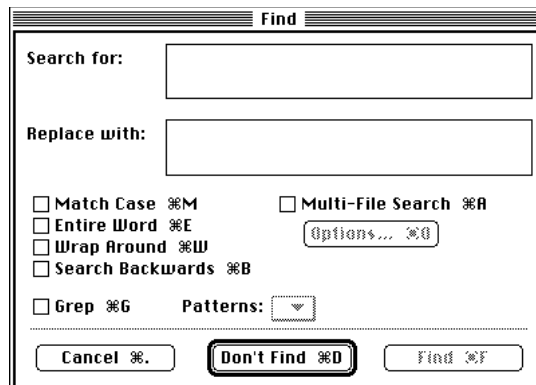 Find
Search for:
Replace with:
Match Case ⌘M
Multi-File Search ⌘A
Entire Word ⌘E
Options... ⌘O
Wrap Around ⌘W
Search Backwards ⌘B
Grep ⌘G Patterns:
Cancel ⌘. Don't Find ⌘D Find ⌘F